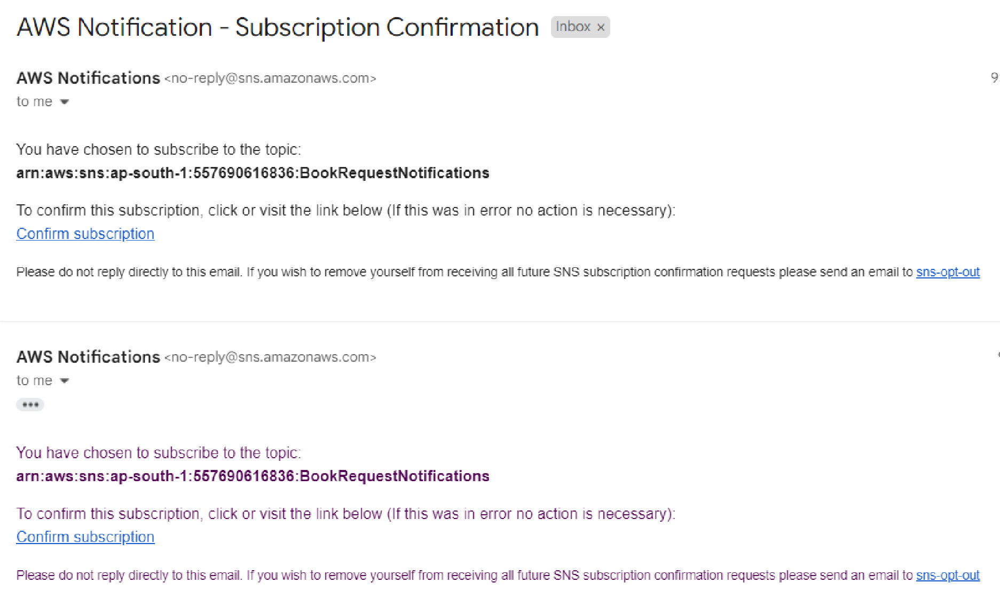 AWS Notification - Subscription Confirmation Inbox ×
AWS Notifications <no-reply@sns.amazonaws.com> 9
to me
You have chosen to subscribe to the topic:
arn:aws:sns:ap-south-1:557690616836:BookRequestNotifications
To confirm this subscription, click or visit the link below (If this was in error no action is necessary):
Confirm subscription
Please do not reply directly to this email. If you wish to remove yourself from receiving all future SNS subscription confirmation requests please send an email to sns-opt-out
AWS Notifications <no-reply@sns.amazonaws.com>
to me
•••
You have chosen to subscribe to the topic:
arn:aws:sns:ap-south-1:557690616836:BookRequestNotifications
To confirm this subscription, click or visit the link below (If this was in error no action is necessary):
Confirm subscription
Please do not reply directly to this email. If you wish to remove yourself from receiving all future SNS subscription confirmation requests please send an email to sns-opt-out